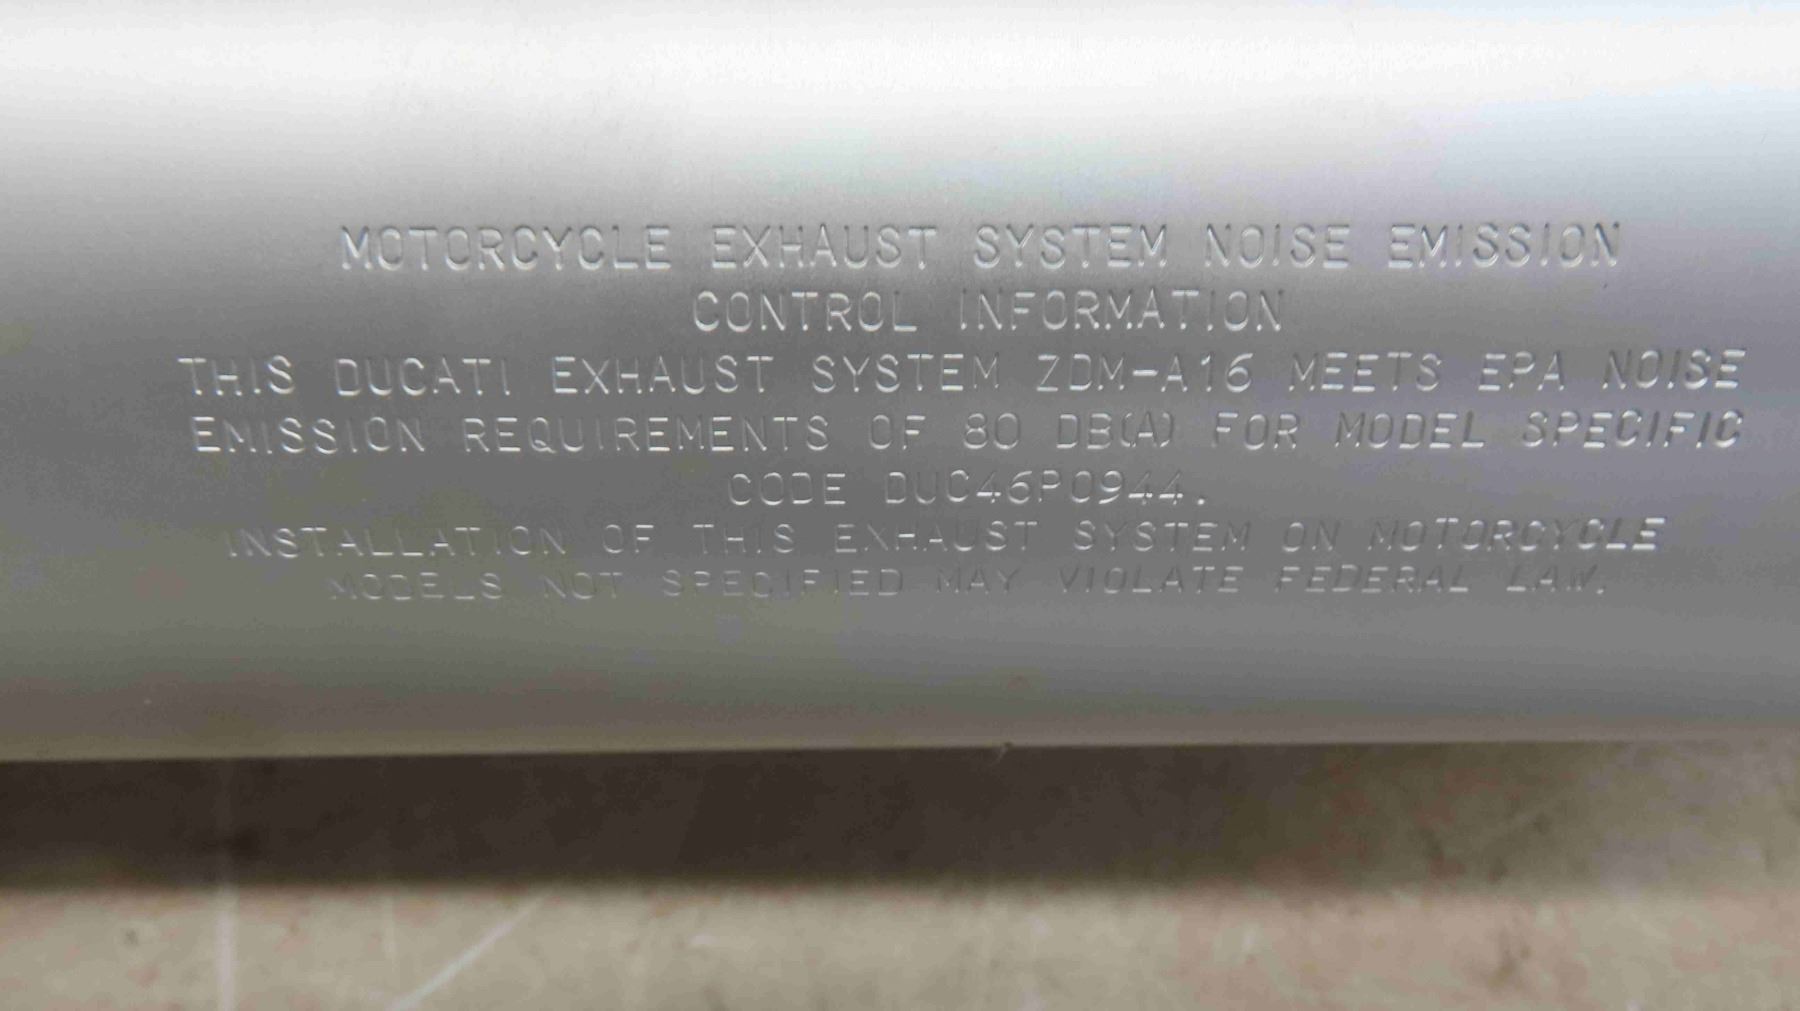 MOTORCYCLE EXHAUST SYSTEM NOISE EMISSION
CONTROL INFORMATION
THIS DUCATI EXHAUST SYSTEM ZDM-A16 MEETS EPA NOISE
EMISSION REQUIREMENTS OF 80 DB(A) FOR MODEL SPECIFIC
CODE DUC46P0944.
INSTALLATION OF THIS EXHAUST SYSTEM ON MOTORCYCLE
MODELS NOT SPECIFIED MAY VIOLATE FEDERAL LAW.